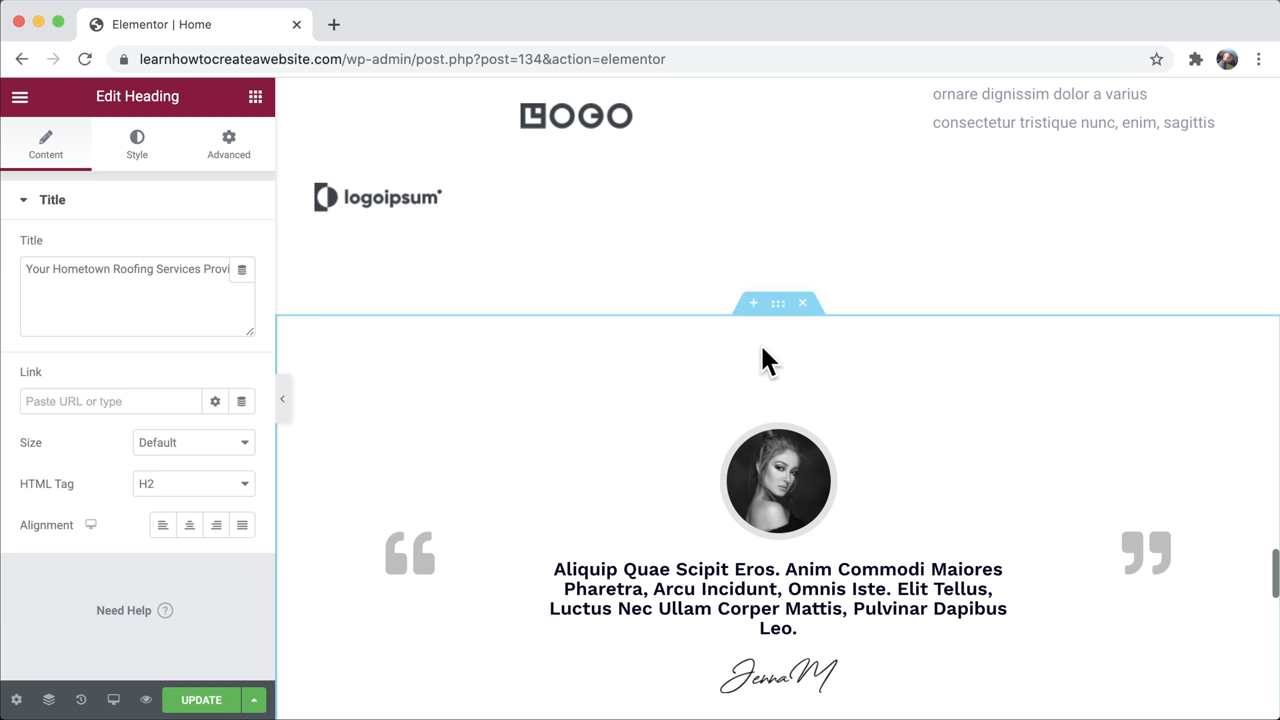 Elementor | Home
learnhowtocreateawebsite.com/wp-admin/post.php?post=134&action=elementor
Edit Heading
Content
Style
Advanced
Title
Title
Your Hometown Roofing Services Provi
Link
Paste URL or type
Size
Default
HTML Tag
H2
Alignment
Need Help ?
UPDATE
LOGO
ornare dignissim dolor a varius
consectetur tristique nunc, enim, sagittis
logoipsum
Aliquip Quae Scipit Eros. Anim Commodi Maiores
Pharetra, Arcu Incidunt, Omnis Iste. Elit Tellus,
Luctus Nec Ullam Corper Mattis, Pulvinar Dapibus
Leo.
JennaM